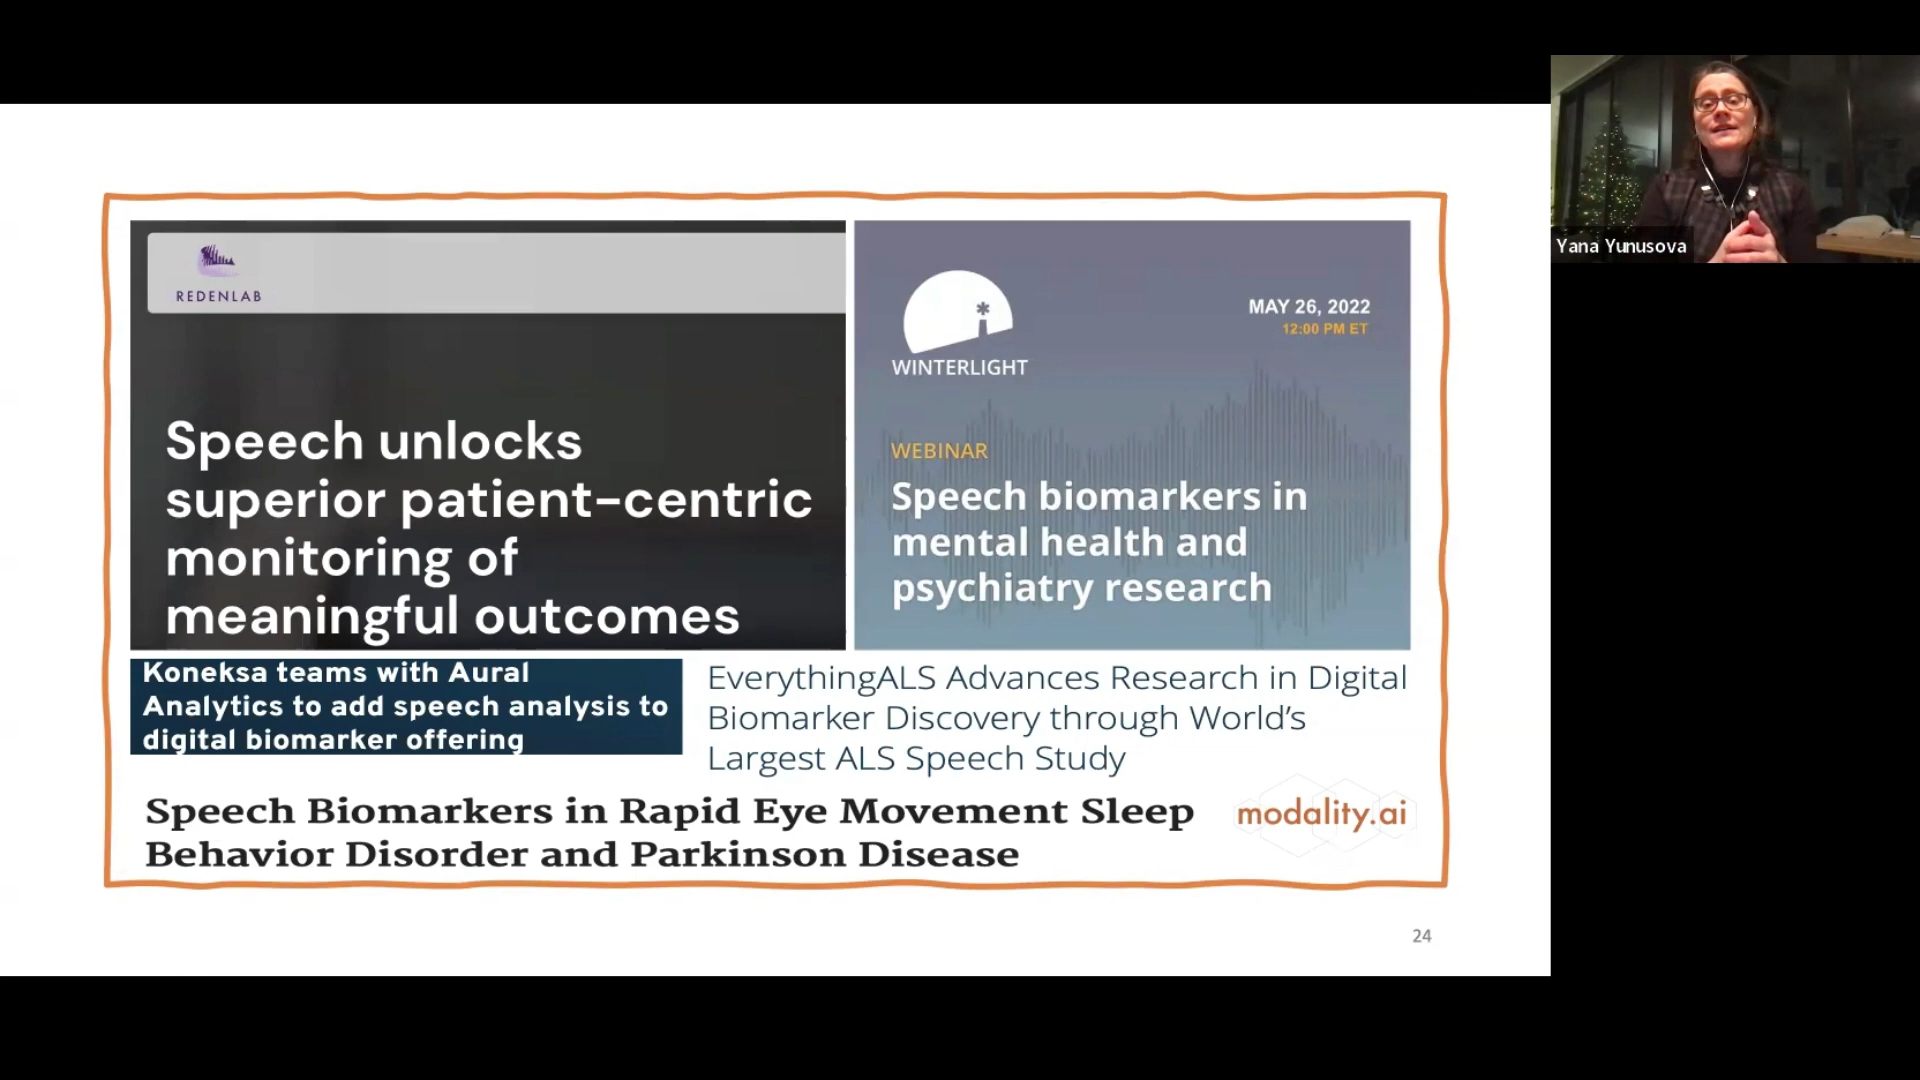 REDENLAB
Speech unlocks
superior patient-centric
monitoring of
meaningful outcomes
WINTERLIGHT
MAY 26, 2022
12:00 PM ET
WEBINAR
Speech biomarkers in
mental health and
psychiatry research
Koneksa teams with Aural
Analytics to add speech analysis to
digital biomarker offering
EverythingALS Advances Research in Digital
Biomarker Discovery through World's
Largest ALS Speech Study
Speech Biomarkers in Rapid Eye Movement Sleep
Behavior Disorder and Parkinson Disease
modality.ai
24
Yana Yunusova